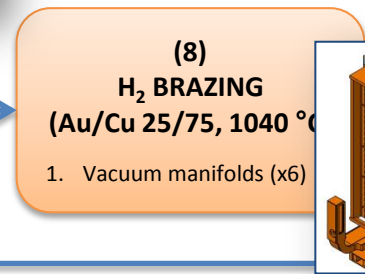 (8)
H₂ BRAZING
(Au/Cu 25/75, 1040 °C
1. Vacuum manifolds (x6)